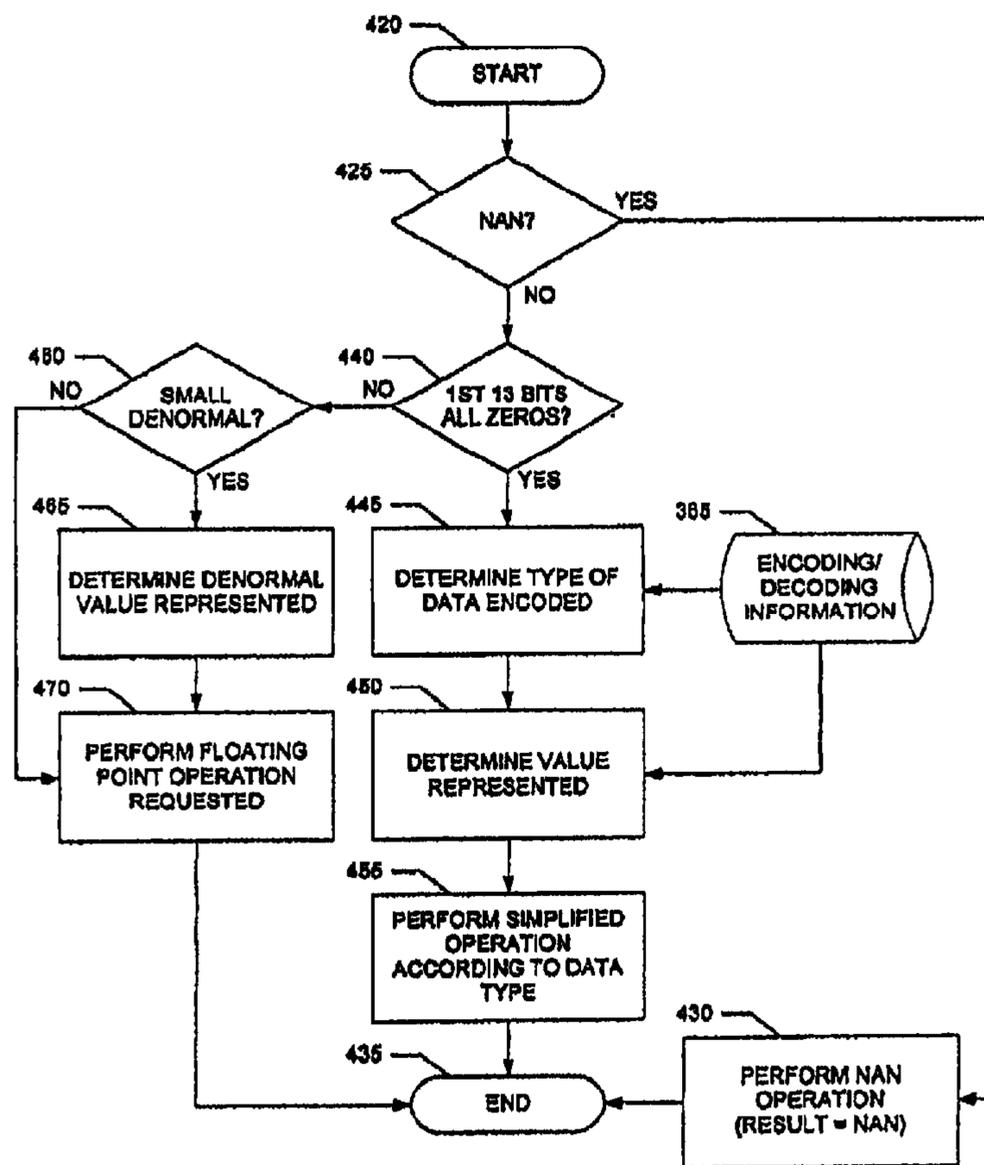 420
START
425
NAN?
YES
NO
460
NO
SMALL
DENORMAL?
YES
440
NO
1ST 13 BITS
ALL ZEROS?
YES
465
DETERMINE DENORMAL
VALUE REPRESENTED
445
DETERMINE TYPE OF
DATA ENCODED
365
ENCODING/
DECODING
INFORMATION
470
PERFORM FLOATING
POINT OPERATION
REQUESTED
450
DETERMINE VALUE
REPRESENTED
455
PERFORM SIMPLIFIED
OPERATION
ACCORDING TO DATA
TYPE
435
END
430
PERFORM NAN
OPERATION
(RESULT = NAN)